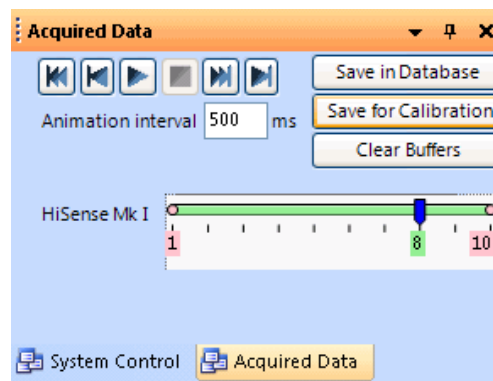 Acquired Data
Save in Database
Animation interval 500 ms
Save for Calibration
Clear Buffers
HiSense Mk I
1 8 10
System Control Acquired Data